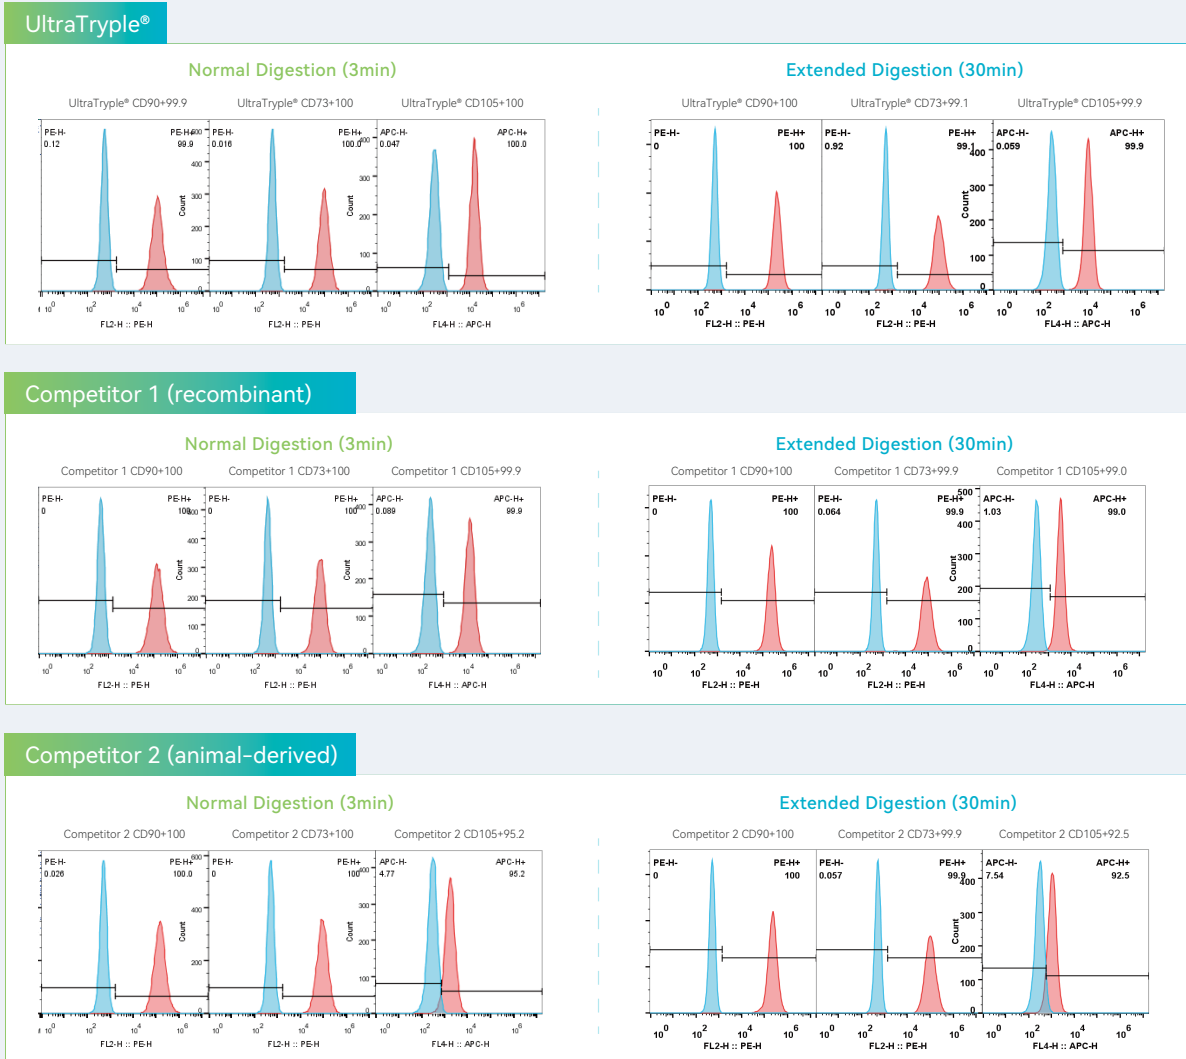 UltraTryple®
Normal Digestion (3min)
Extended Digestion (30min)
UltraTryple® CD90+99.9 UltraTryple® CD73+100 UltraTryple® CD105+100
UltraTryple® CD90+100 UltraTryple® CD73+99.1 UltraTryple® CD105+99.9
PE-H- 0.12 PE-H+ 99.9
PE-H- 0.016 PE-H+ 100.0
APC-H- 0.047 APC-H+ 100.0
PE-H- 0 PE-H+ 100
PE-H- 0.92 PE-H+ 99.1
APC-H- 0.059 APC-H+ 99.9
Count
FL2-H :: PE-H FL2-H :: PE-H FL4-H :: APC-H
FL2-H :: PE-H FL2-H :: PE-H FL4-H :: APC-H
Competitor 1 (recombinant)
Normal Digestion (3min)
Extended Digestion (30min)
Competitor 1 CD90+100 Competitor 1 CD73+100 Competitor 1 CD105+99.9
Competitor 1 CD90+100 Competitor 1 CD73+99.9 Competitor 1 CD105+99.0
PE-H- 0 PE-H+ 100
PE-H- 0 PE-H+ 100
APC-H- 0.089 APC-H+ 99.9
PE-H- 0 PE-H+ 100
PE-H- 0.064 PE-H+ 99.9
APC-H- 1.03 APC-H+ 99.0
Count
FL2-H :: PE-H FL2-H :: PE-H FL4-H :: APC-H
FL2-H :: PE-H FL2-H :: PE-H FL4-H :: APC-H
Competitor 2 (animal-derived)
Normal Digestion (3min)
Extended Digestion (30min)
Competitor 2 CD90+100 Competitor 2 CD73+100 Competitor 2 CD105+95.2
Competitor 2 CD90+100 Competitor 2 CD73+99.9 Competitor 2 CD105+92.5
PE-H- 0.026 PE-H+ 100.0
PE-H- 0 PE-H+ 100
APC-H- 4.77 APC-H+ 95.2
PE-H- 0 PE-H+ 100
PE-H- 0.057 PE-H+ 99.9
APC-H- 7.54 APC-H+ 92.5
Count
FL2-H :: PE-H FL2-H :: PE-H FL4-H :: APC-H
FL2-H :: PE-H FL2-H :: PE-H FL4-H :: APC-H